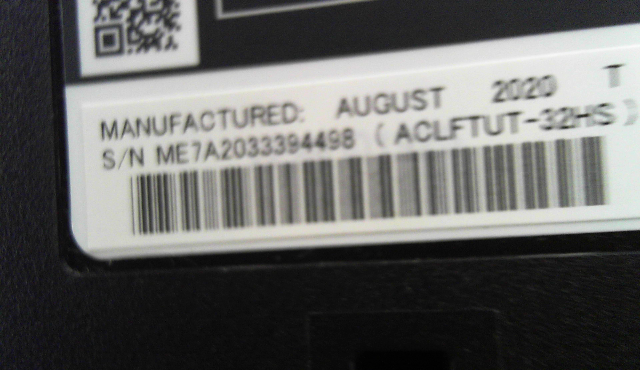 MANUFACTURED: AUGUST 2020 T
S/N ME7A2033394498 ( ACLFTUT-32HS )